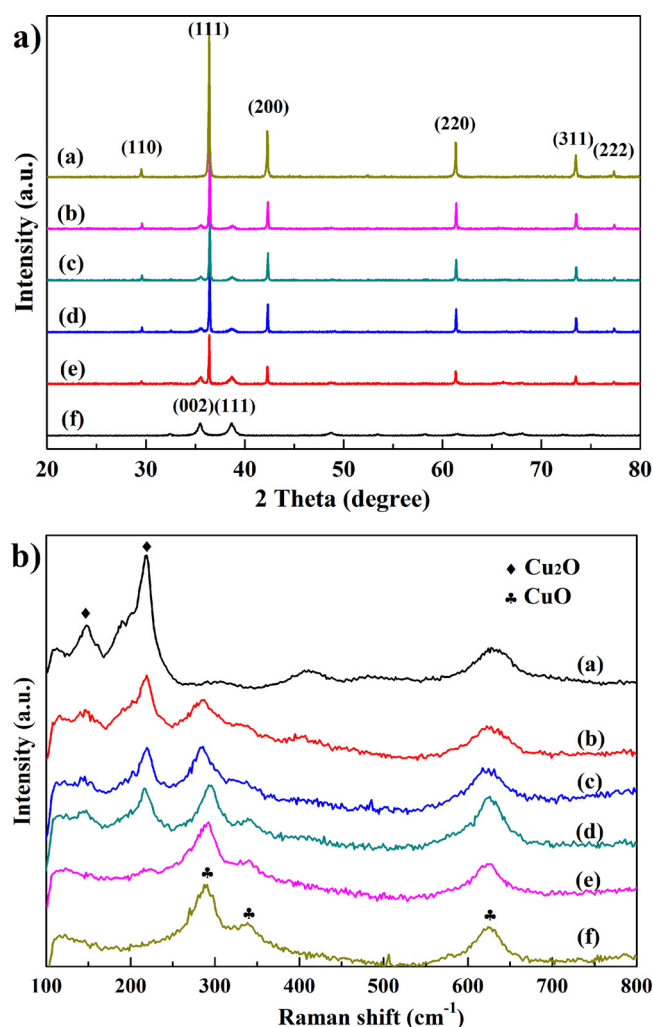 a)
(111)
(200)
(110)
(220)
(311)
(222)
(a)
(b)
(c)
(d)
(e)
(002)
(111)
(f)
Intensity (a.u.)
20 30 40 50 60 70 80
2 Theta (degree)
b)
♦ Cu₂O
♣ CuO
(a)
(b)
(c)
(d)
(e)
(f)
Intensity (a.u.)
100 200 300 400 500 600 700 800
Raman shift (cm⁻¹)